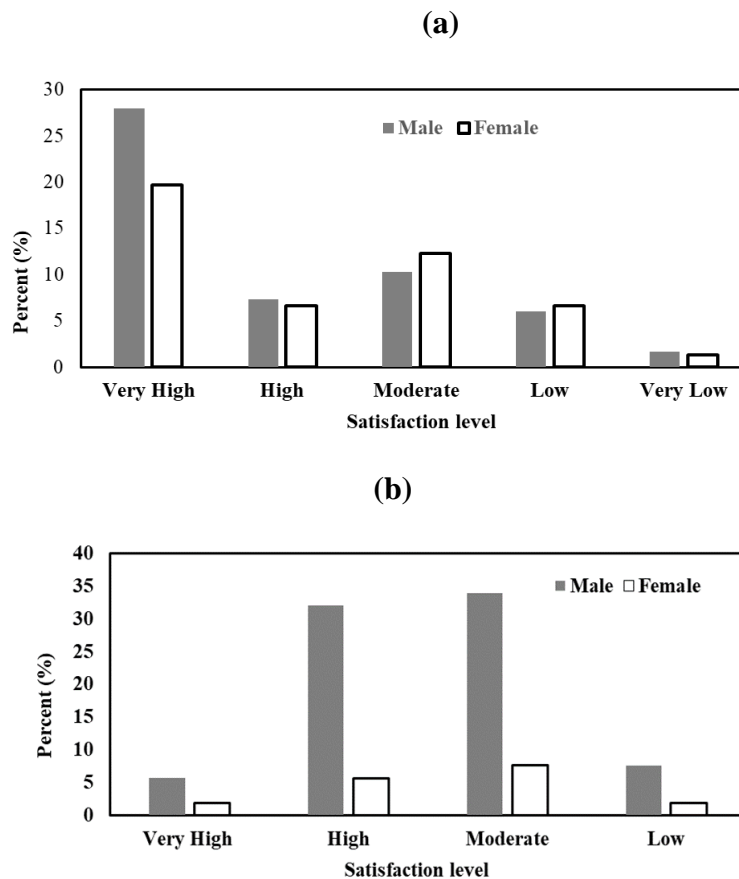 (a)
30
25
20
15
10
5
0
Percent (%)
Male Female
Very High High Moderate Low Very Low
Satisfaction level
(b)
40
35
30
25
20
15
10
5
0
Percent (%)
Male Female
Very High High Moderate Low
Satisfaction level